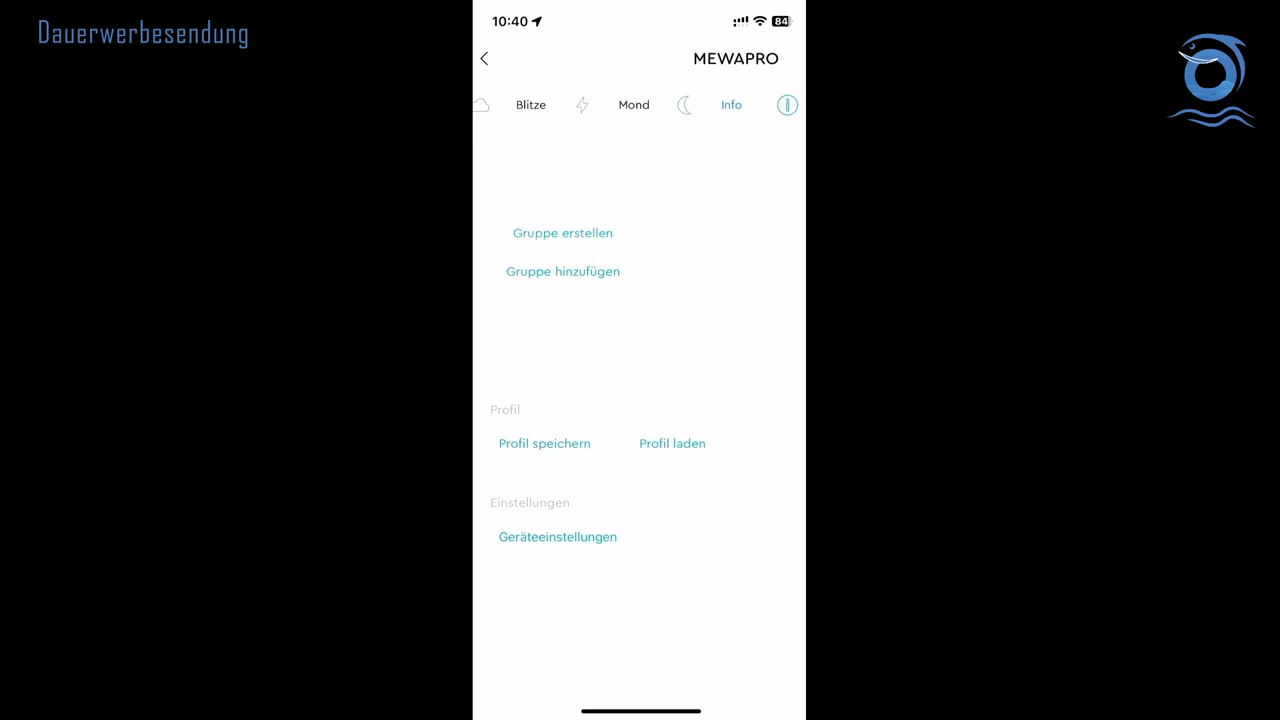 Dauerwerbesendung
10:40
84
MEWAPRO
Blitze
Mond
Info
Gruppe erstellen
Gruppe hinzufügen
Profil
Profil speichern
Profil laden
Einstellungen
Geräteeinstellungen